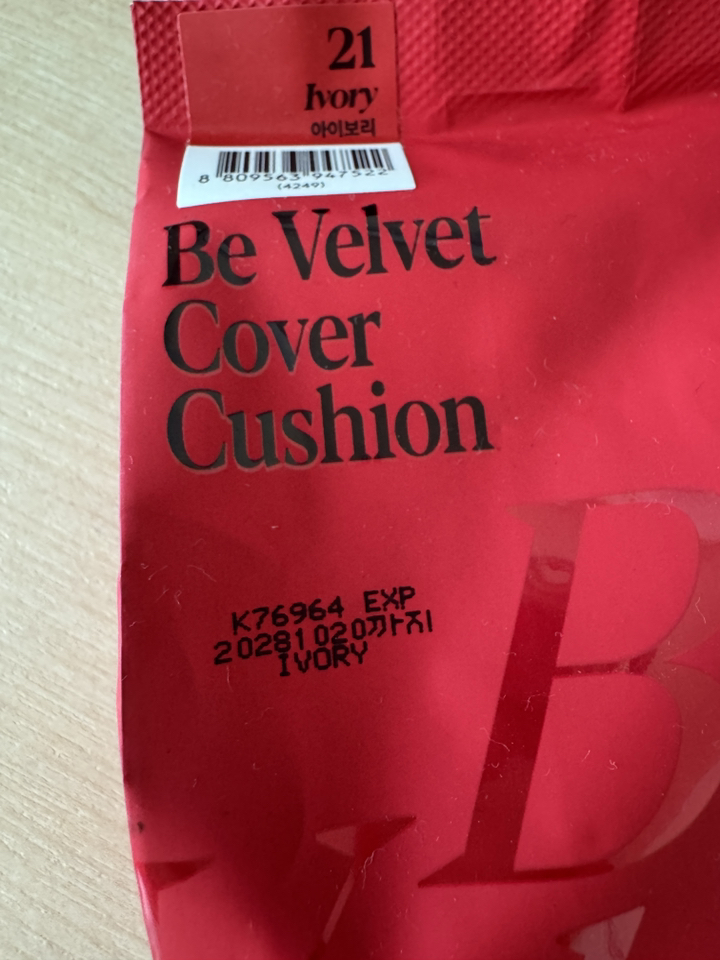 21
Ivory
아이보리
8 809563 947522
(4249)
Be Velvet
Cover
Cushion
K76964 EXP
20281020까지
IVORY
B